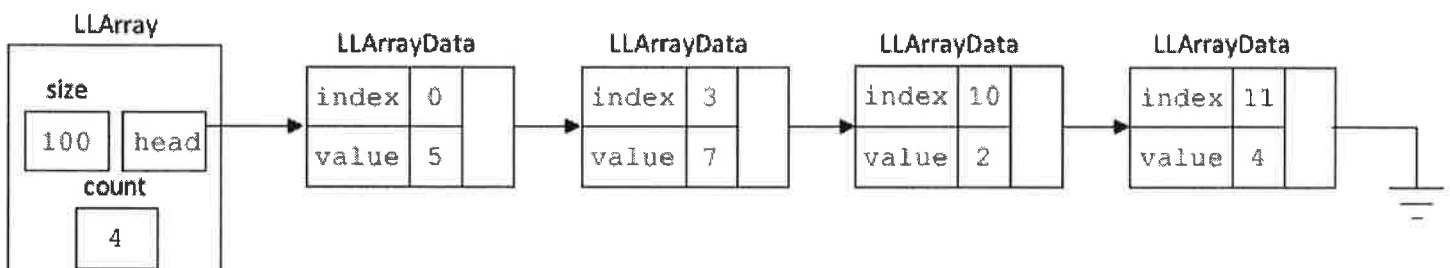 LLArray
size
100
head
count
4
LLArrayData
index 0
value 5
LLArrayData
index 3
value 7
LLArrayData
index 10
value 2
LLArrayData
index 11
value 4